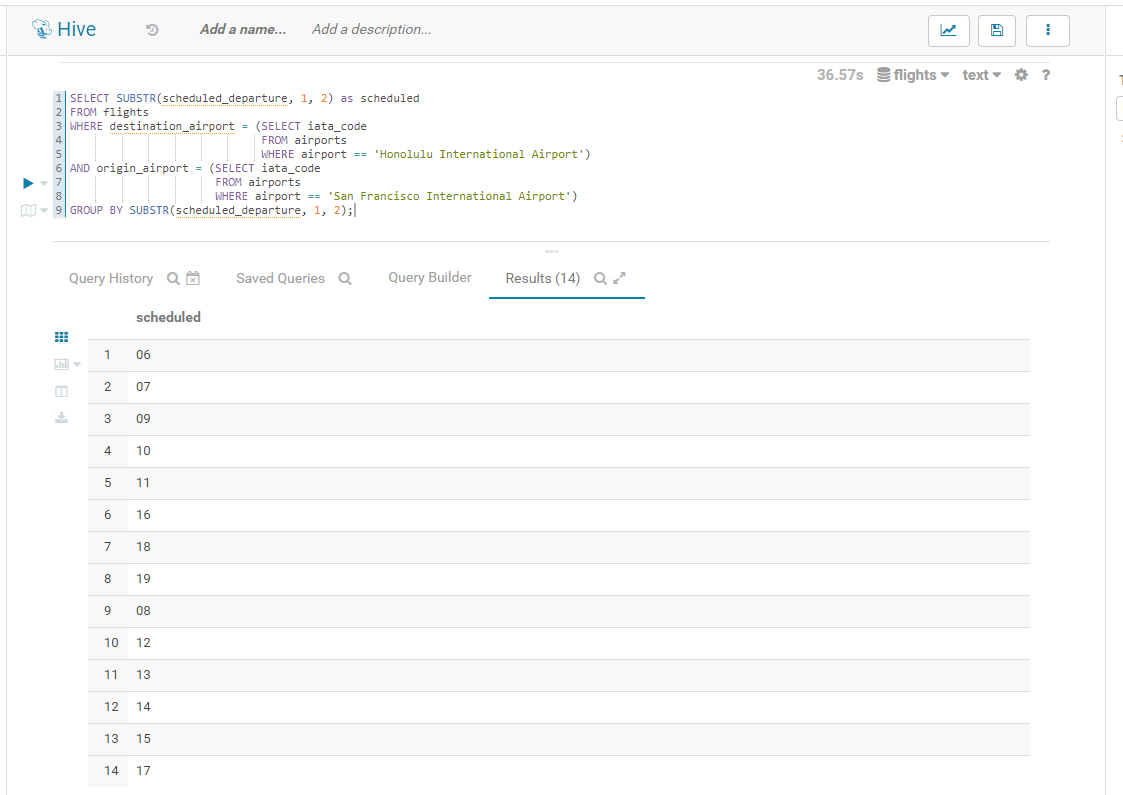 Hive Add a name... Add a description...
36.57s flights text ?
1 SELECT SUBSTR(scheduled_departure, 1, 2) as scheduled
2 FROM flights
3 WHERE destination_airport = (SELECT iata_code
4 FROM airports
5 WHERE airport == 'Honolulu International Airport')
6 AND origin_airport = (SELECT iata_code
7 FROM airports
8 WHERE airport == 'San Francisco International Airport')
9 GROUP BY SUBSTR(scheduled_departure, 1, 2);
Query History Saved Queries Query Builder Results (14)
scheduled
1 06
2 07
3 09
4 10
5 11
6 16
7 18
8 19
9 08
10 12
11 13
12 14
13 15
14 17